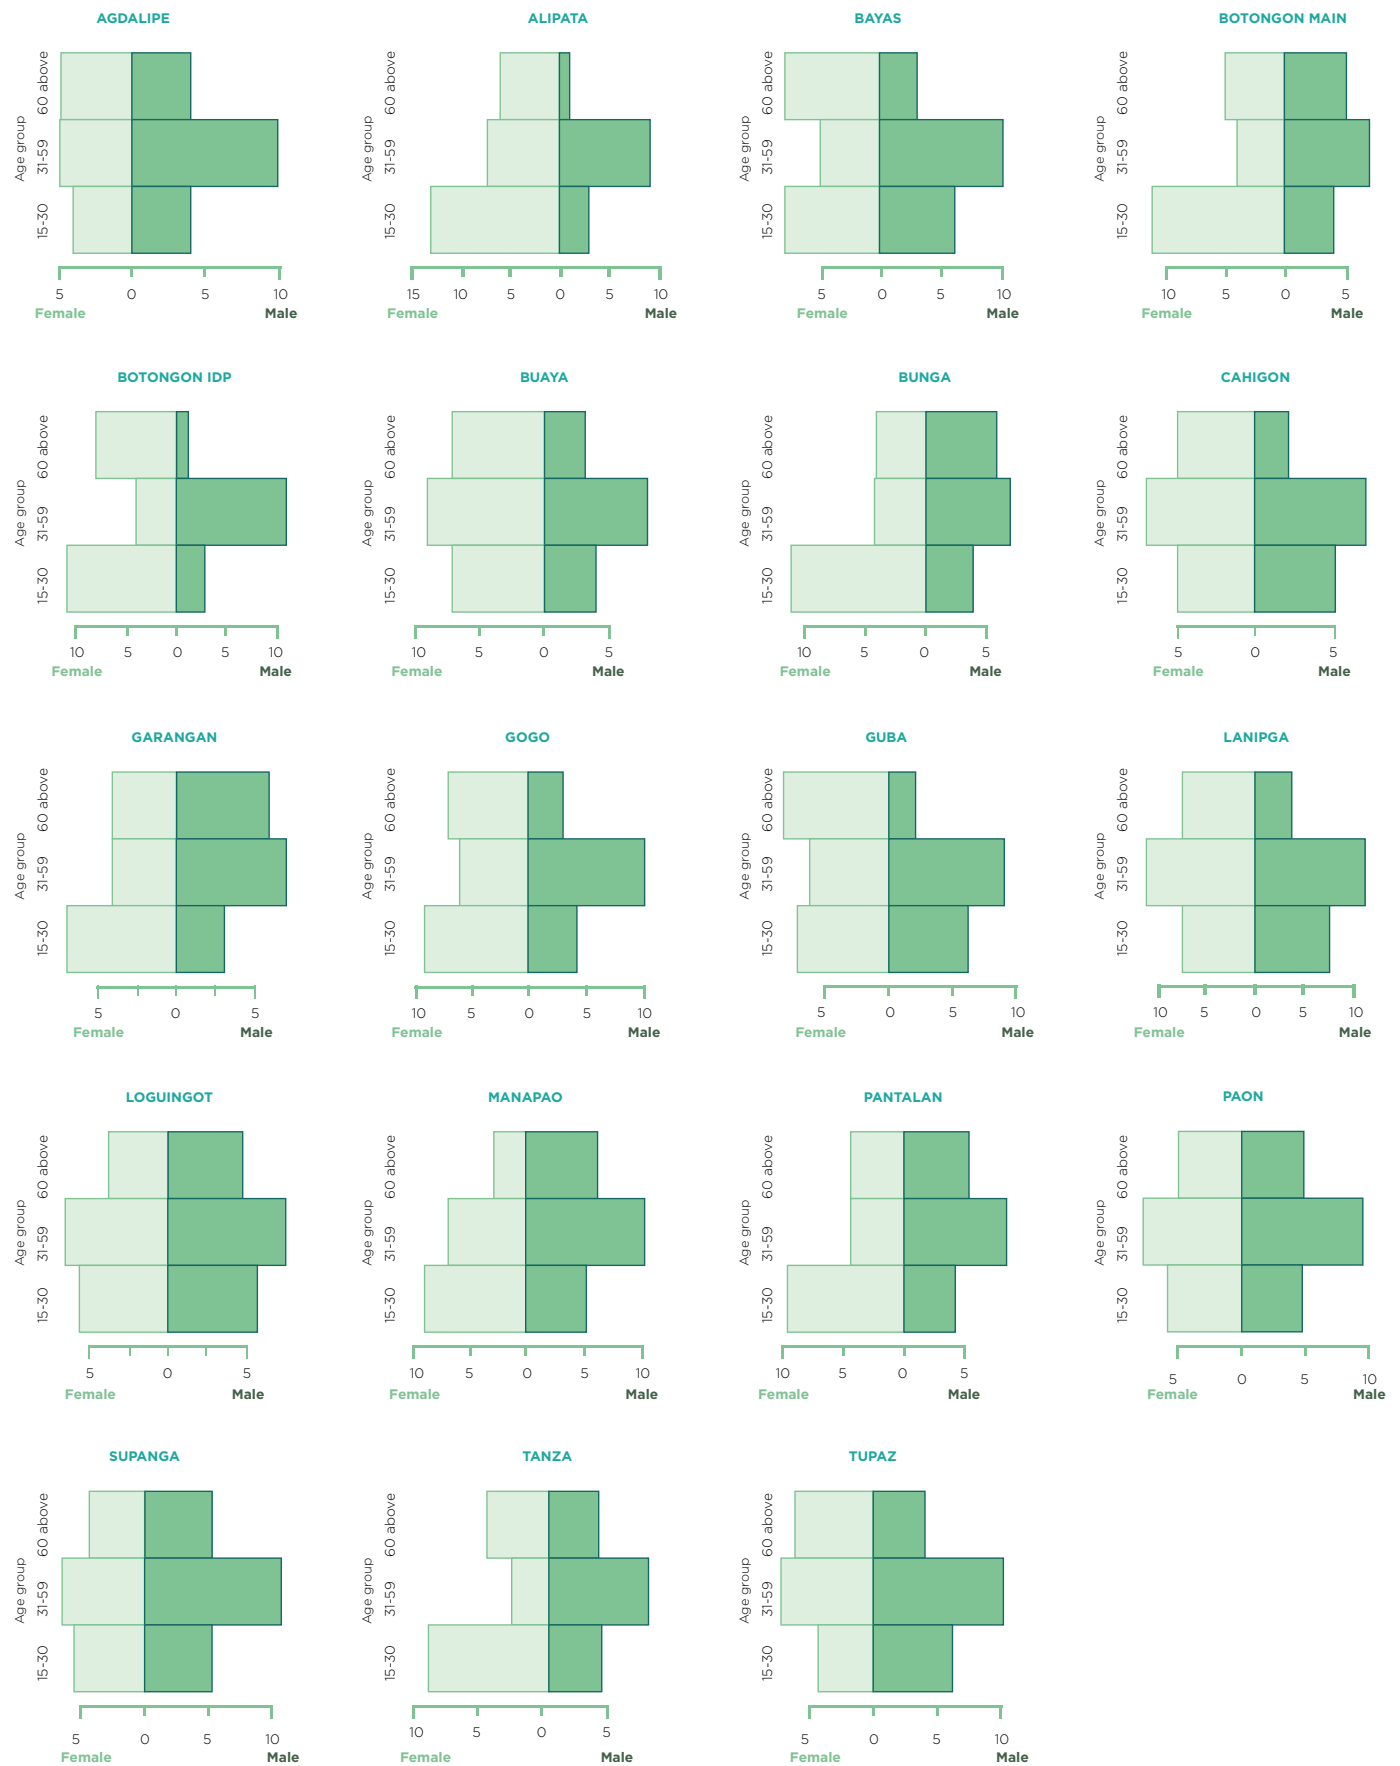 AGDALIPE
Age group
60 above
31-59
15-30
5 0 5 10
Female Male
ALIPATA
Age group
60 above
31-59
15-30
15 10 5 0 5 10
Female Male
BAYAS
Age group
60 above
31-59
15-30
5 0 5 10
Female Male
BOTONGON MAIN
Age group
60 above
31-59
15-30
10 5 0 5
Female Male
BOTONGON IDP
Age group
60 above
31-59
15-30
10 5 0 5 10
Female Male
BUAYA
Age group
60 above
31-59
15-30
10 5 0 5
Female Male
BUNGA
Age group
60 above
31-59
15-30
10 5 0 5
Female Male
CAHIGON
Age group
60 above
31-59
15-30
5 0 5
Female Male
GARANGAN
Age group
60 above
31-59
15-30
5 0 5
Female Male
GOGO
Age group
60 above
31-59
15-30
10 5 0 5 10
Female Male
GUBA
Age group
60 above
31-59
15-30
5 0 5 10
Female Male
LANIPGA
Age group
60 above
31-59
15-30
10 5 0 5 10
Female Male
LOGUINGOT
Age group
60 above
31-59
15-30
5 0 5
Female Male
MANAPAO
Age group
60 above
31-59
15-30
10 5 0 5 10
Female Male
PANTALAN
Age group
60 above
31-59
15-30
10 5 0 5
Female Male
PAON
Age group
60 above
31-59
15-30
5 0 5 10
Female Male
SUPANGA
Age group
60 above
31-59
15-30
5 0 5 10
Female Male
TANZA
Age group
60 above
31-59
15-30
10 5 0 5
Female Male
TUPAZ
Age group
60 above
31-59
15-30
5 0 5 10
Female Male